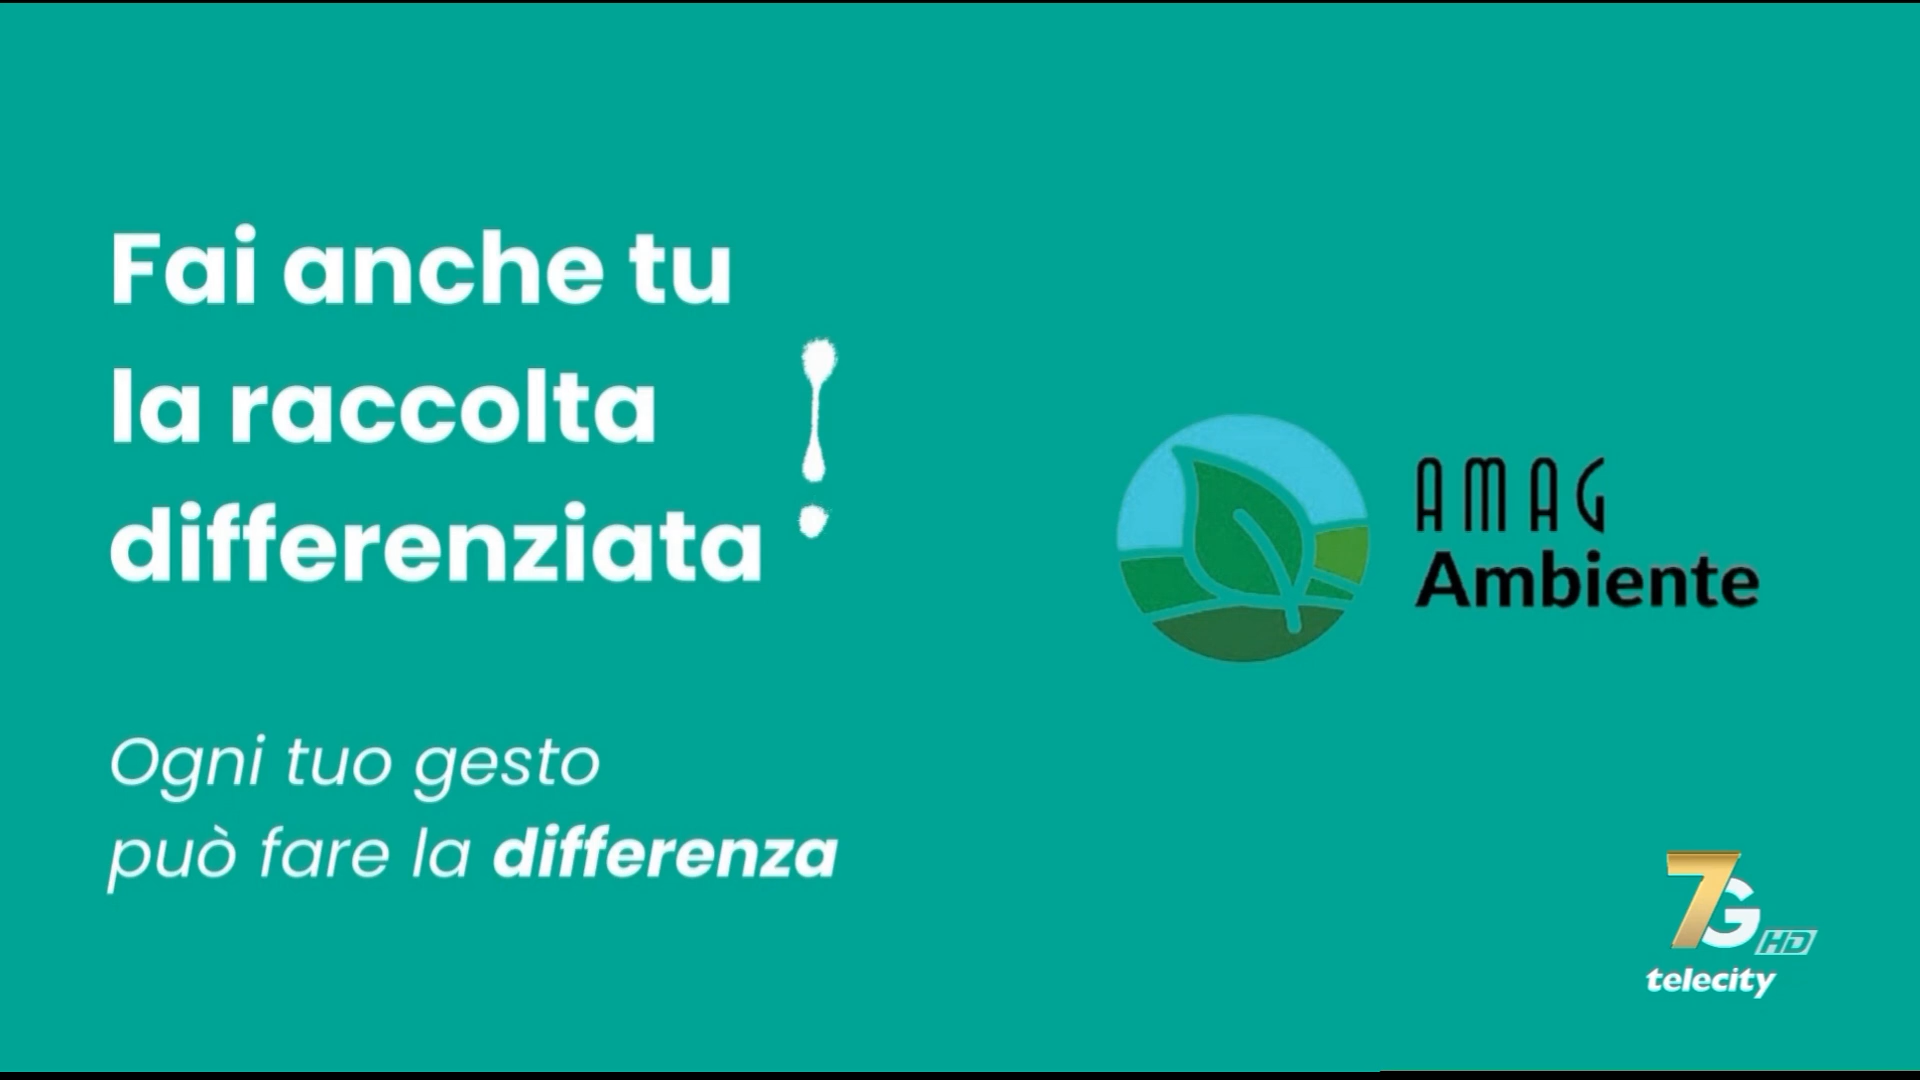 Fai anche tu
la raccolta
differenziata!
Ogni tuo gesto
può fare la differenza
AMAG
Ambiente
7G HD
telecity